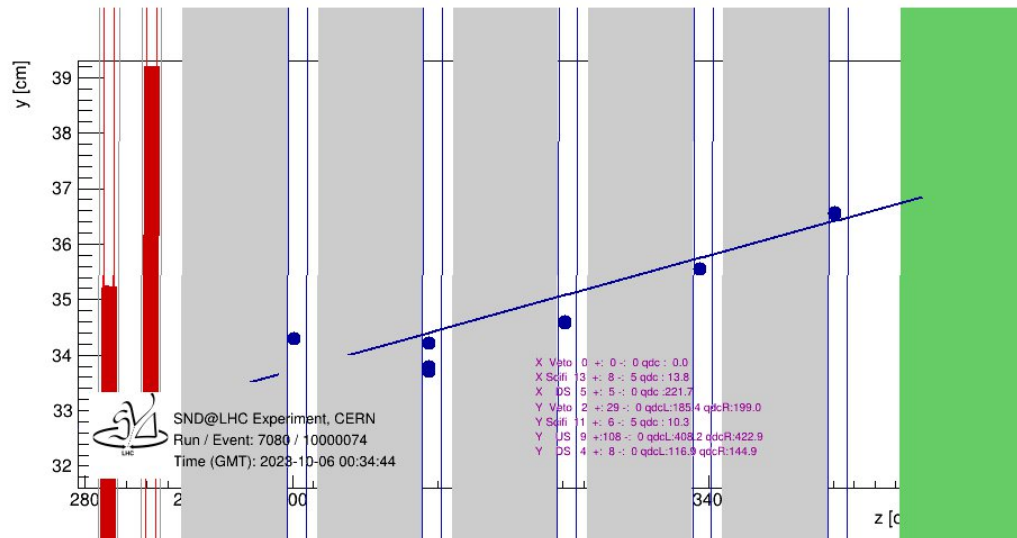 y [cm]
39
38
37
36
35
34
33
32
X Veto 0 +: 0 -: 0 qdc : 0.0
X Scifi 13 +: 8 -: 5 qdc : 13.8
X DS 5 +: 5 -: 0 qdc :221.7
Y Veto 2 +: 29 -: 0 qdcL:185.4 qdcR:199.0
Y Scifi 11 +: 6 -: 5 qdc : 10.3
Y US 9 +:108 -: 0 qdcL:408.2 qdcR:422.9
Y DS 4 +: 8 -: 0 qdcL:116.9 qdcR:144.9
SND@LHC Experiment, CERN
Run / Event: 7080 / 10000074
Time (GMT): 2023-10-06 00:34:44
LHC
280 340
z